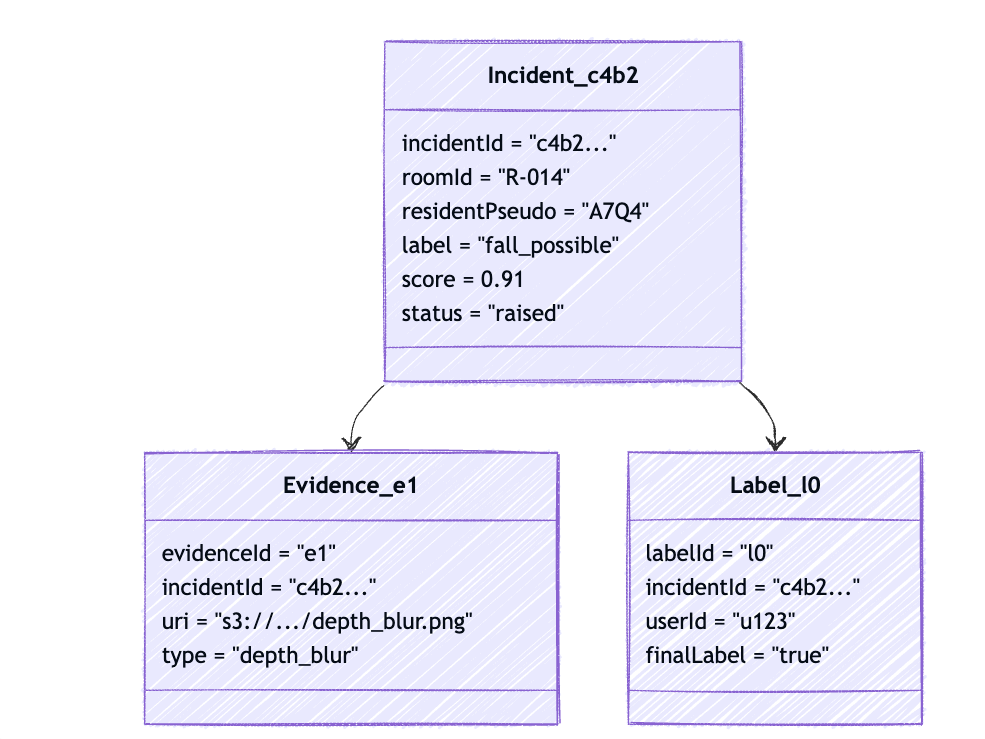 Incident_c4b2
incidentId = "c4b2..."
roomId = "R-014"
residentPseudo = "A7Q4"
label = "fall_possible"
score = 0.91
status = "raised"
Evidence_e1
evidenceId = "e1"
incidentId = "c4b2..."
uri = "s3://.../depth_blur.png"
type = "depth_blur"
Label_l0
labelId = "l0"
incidentId = "c4b2..."
userId = "u123"
finalLabel = "true"